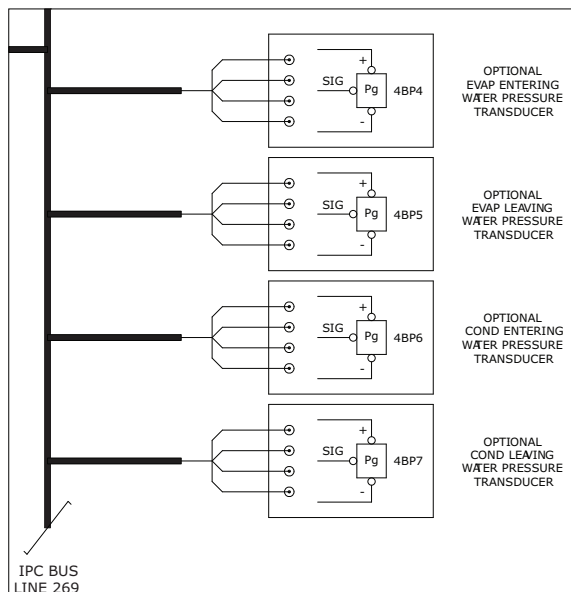 +
SIG
Pg
4BP4
-
OPTIONAL
EVAP ENTERING
WATER PRESSURE
TRANSDUCER
+
SIG
Pg
4BP5
-
OPTIONAL
EVAP LEAVING
WATER PRESSURE
TRANSDUCER
+
SIG
Pg
4BP6
-
OPTIONAL
COND ENTERING
WATER PRESSURE
TRANSDUCER
+
SIG
Pg
4BP7
-
OPTIONAL
COND LEAVING
WATER PRESSURE
TRANSDUCER
IPC BUS
LINE 269